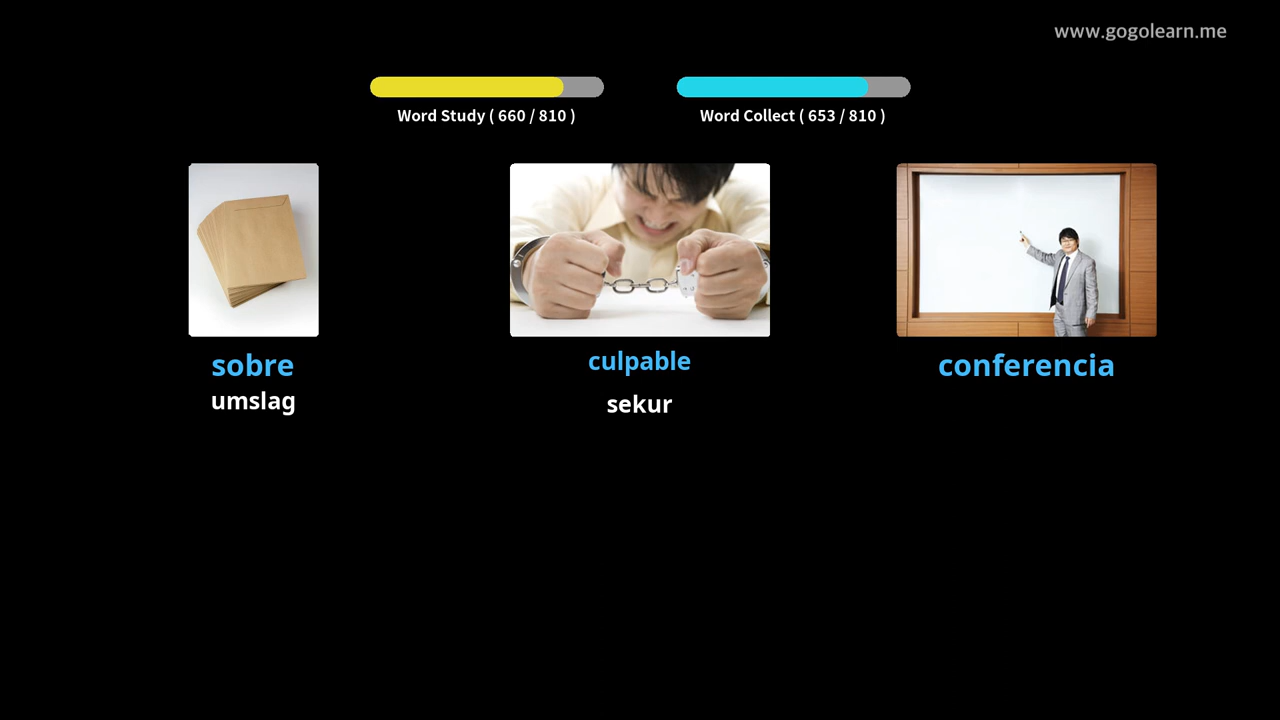 www.gogolearn.me
Word Study ( 660 / 810 )
Word Collect ( 653 / 810 )
sobre
umslag
culpable
sekur
conferencia